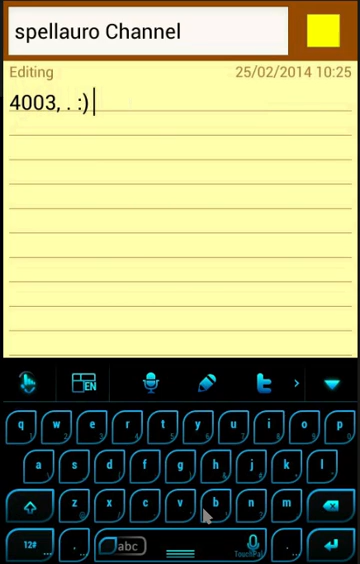 spellauro Channel
Editing 25/02/2014 10:25
4003, . :)
EN
q w e r t y u i o p
a s d f g h j k l
z x c v b n m
12# , abc TouchPal .